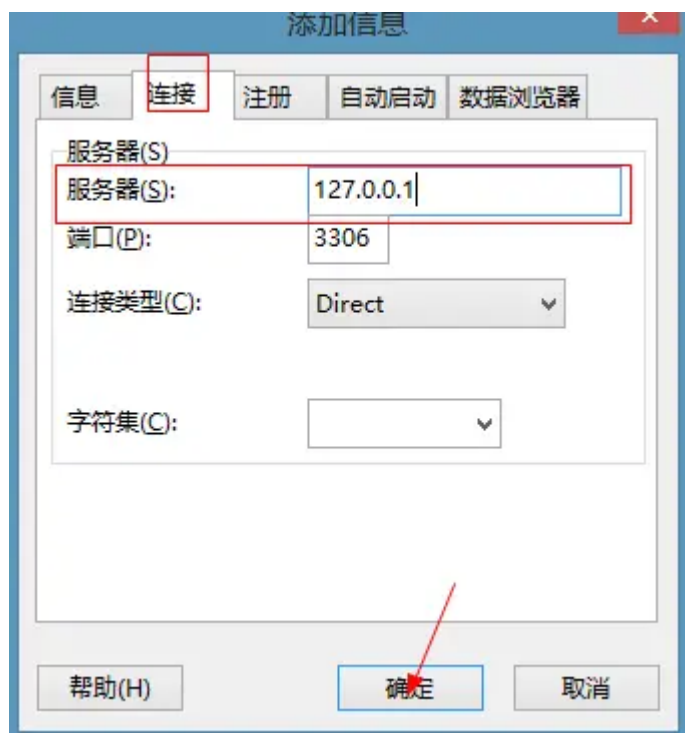 添加信息
信息 连接 注册 自动启动 数据浏览器
服务器(S)
服务器(S): 127.0.0.1
端口(P): 3306
连接类型(C): Direct
字符集(C):
帮助(H) 确定 取消